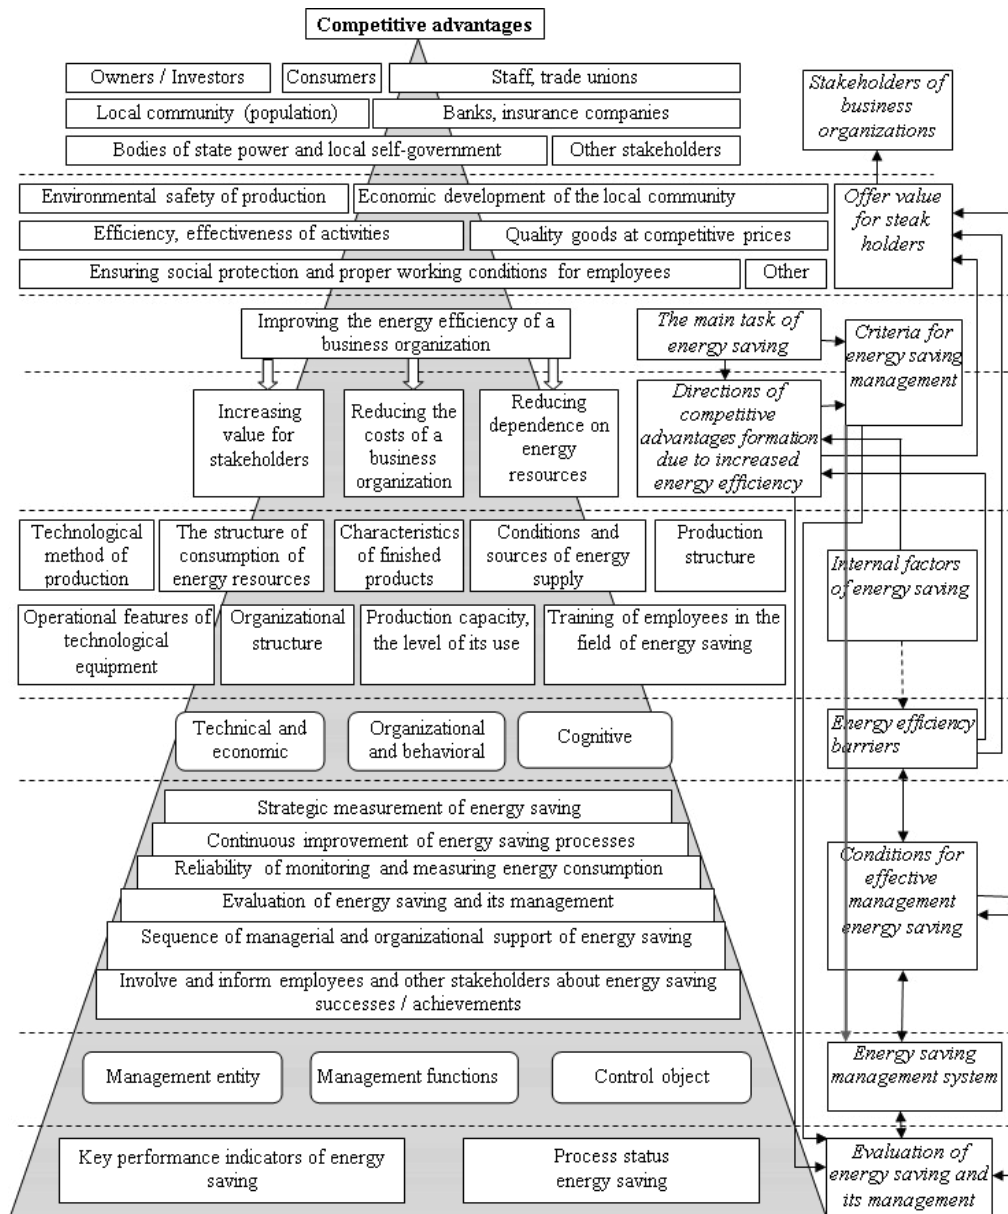 Competitive advantages
Owners / Investors
Consumers
Staff, trade unions
Local community (population)
Banks, insurance companies
Bodies of state power and local self-government
Other stakeholders
Stakeholders of
business
organizations
Environmental safety of production
Economic development of the local community
Efficiency, effectiveness of activities
Quality goods at competitive prices
Ensuring social protection and proper working conditions for employees
Other
Offer value
for steak
holders
Improving the energy efficiency of a
business organization
The main task of
energy saving
Criteria for
energy saving
management
Increasing
value for
stakeholders
Reducing the
costs of a
business
organization
Reducing
dependence on
energy
resources
Directions of
competitive
advantages formation
due to increased
energy efficiency
Technological
method of
production
The structure of
consumption of
energy resources
Characteristics
of finished
products
Conditions and
sources of energy
supply
Production
structure
Operational features of
technological
equipment
Organizational
structure
Production capacity,
the level of its use
Training of employees in the
field of energy saving
Internal factors
of energy saving
Technical and
economic
Organizational
and behavioral
Cognitive
Energy efficiency
barriers
Strategic measurement of energy saving
Continuous improvement of energy saving processes
Reliability of monitoring and measuring energy consumption
Evaluation of energy saving and its management
Sequence of managerial and organizational support of energy saving
Involve and inform employees and other stakeholders about energy saving
successes / achievements
Conditions for
effective
management
energy saving
Management entity
Management functions
Control object
Energy saving
management system
Key performance indicators of energy
saving
Process status
energy saving
Evaluation of
energy saving and
its management